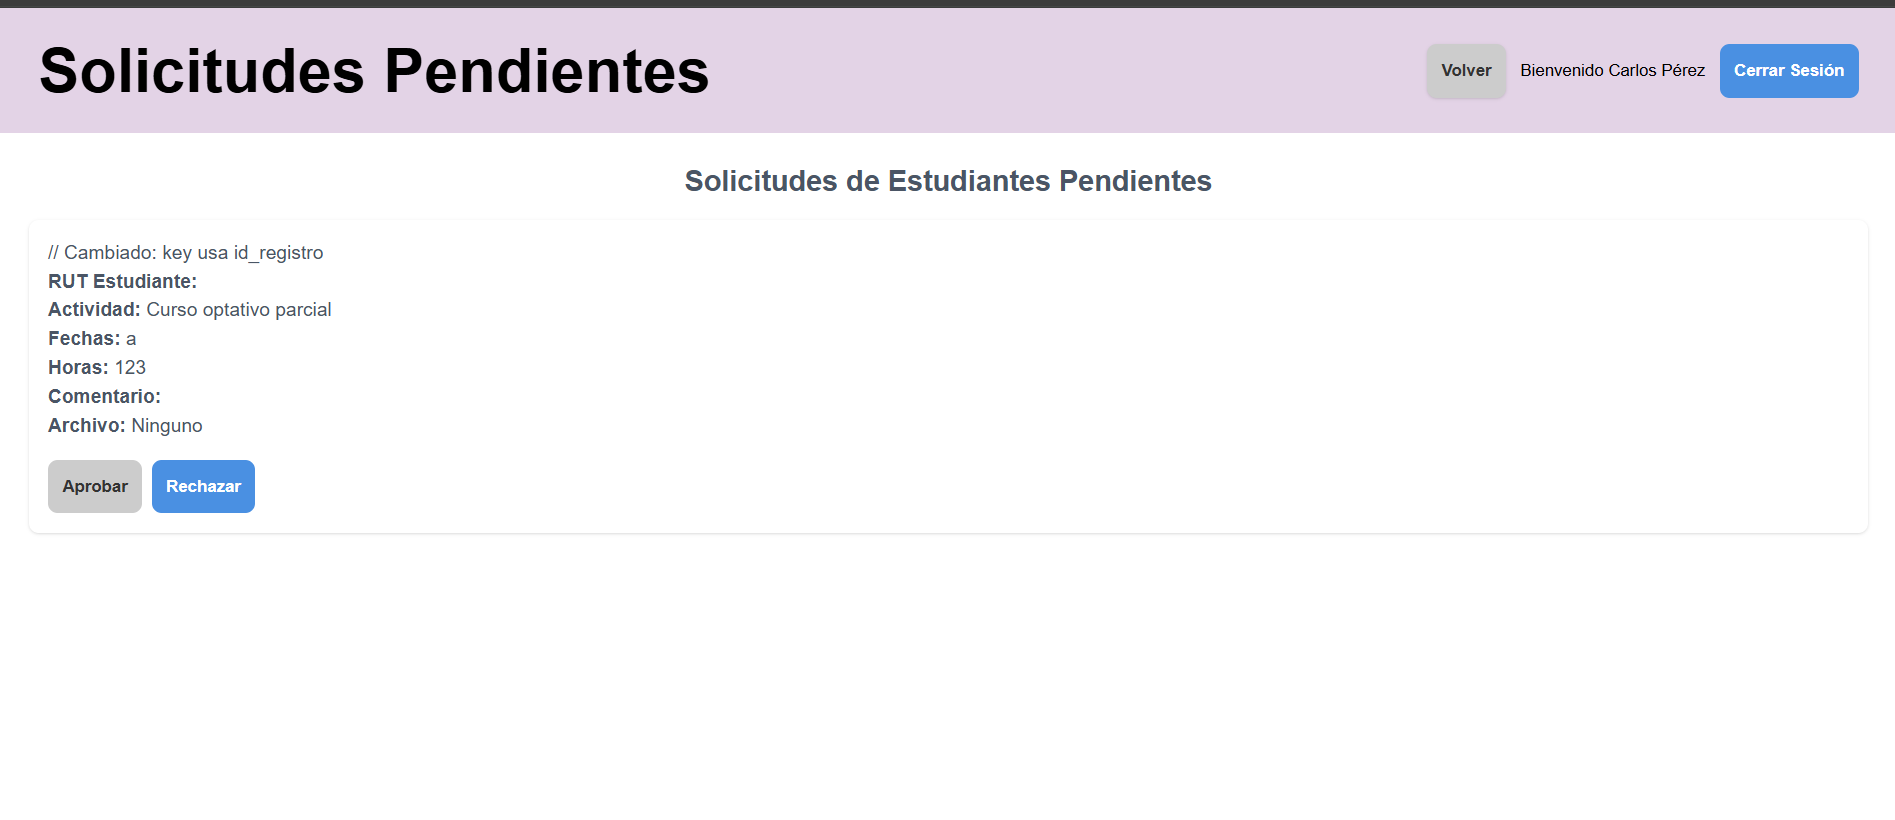 Solicitudes Pendientes
Volver
Bienvenido Carlos Pérez
Cerrar Sesión
Solicitudes de Estudiantes Pendientes
// Cambiado: key usa id_registro
RUT Estudiante:
Actividad: Curso optativo parcial
Fechas: a
Horas: 123
Comentario:
Archivo: Ninguno
Aprobar
Rechazar